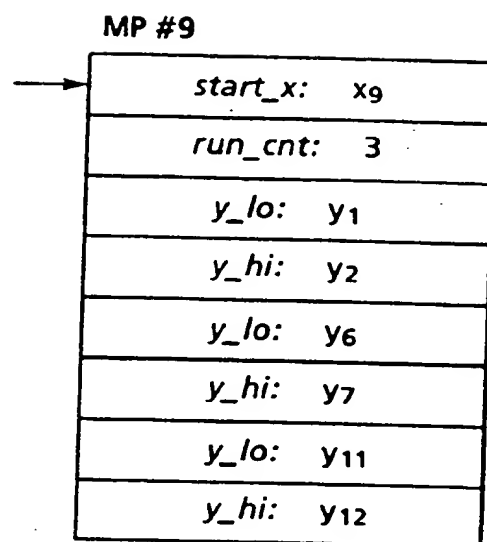 MP #9
start_x: x9
run_cnt: 3
y_lo: y1
y_hi: y2
y_lo: y6
y_hi: y7
y_lo: y11
y_hi: y12